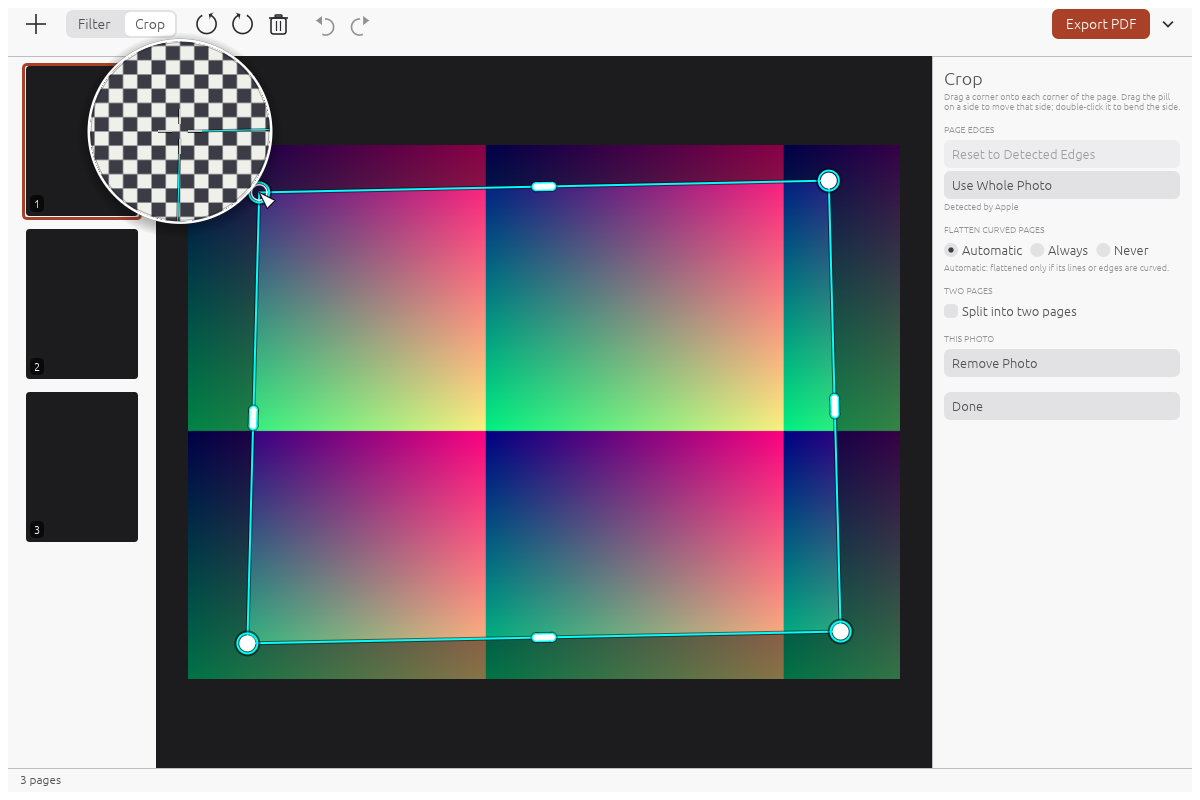 Filter
Crop
Export PDF
1
2
3
Crop
Drag a corner onto each corner of the page. Drag the pill
on a side to move that side; double-click it to bend the side.
PAGE EDGES
Reset to Detected Edges
Use Whole Photo
Detected by Apple
FLATTEN CURVED PAGES
Automatic
Always
Never
Automatic: flattened only if its lines or edges are curved.
TWO PAGES
Split into two pages
THIS PHOTO
Remove Photo
Done
3 pages